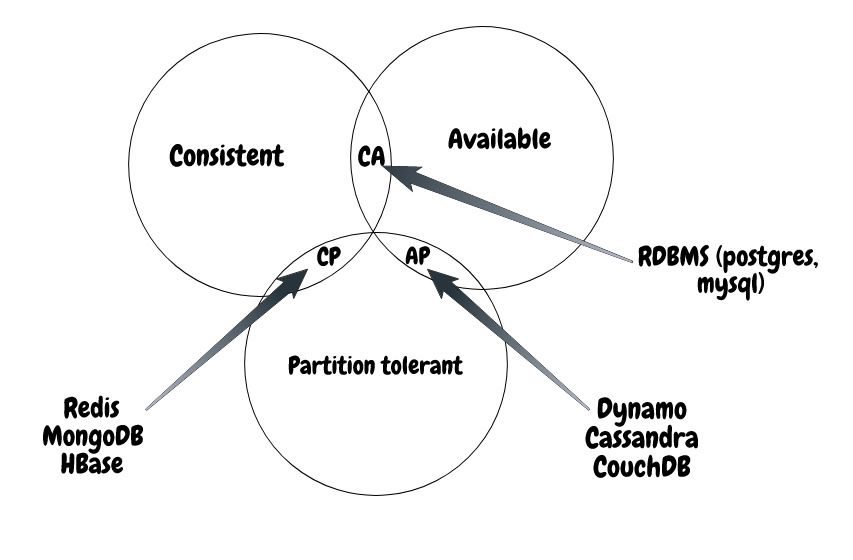 Consistent
CA
Available
CP
AP
RDBMS (postgres,
mysql)
Partition tolerant
Redis
MongoDB
HBase
Dynamo
Cassandra
CouchDB